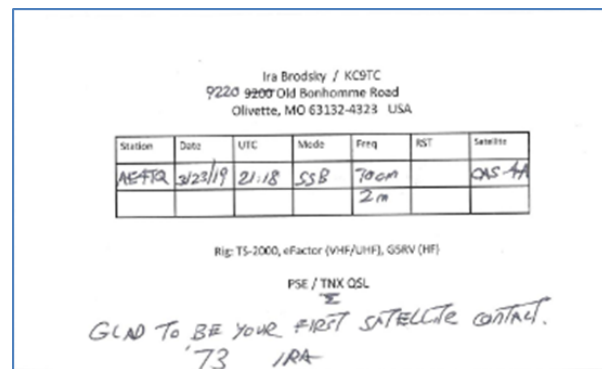 Ira Brodsky / KC9TC
9220 9200 Old Bonhomme Road
Olivette, MO 63132-4323 USA
Station Date UTC Mode Freq RST Satellite
AE4TQ 3/23/19 21:18 SSB 70cm CAS-4A
2m
Rig: TS-2000, eFactor (VHF/UHF), G5RV (HF)
PSE / TNX QSL
GLAD TO BE YOUR FIRST SATELLITE CONTACT.
'73 IRA